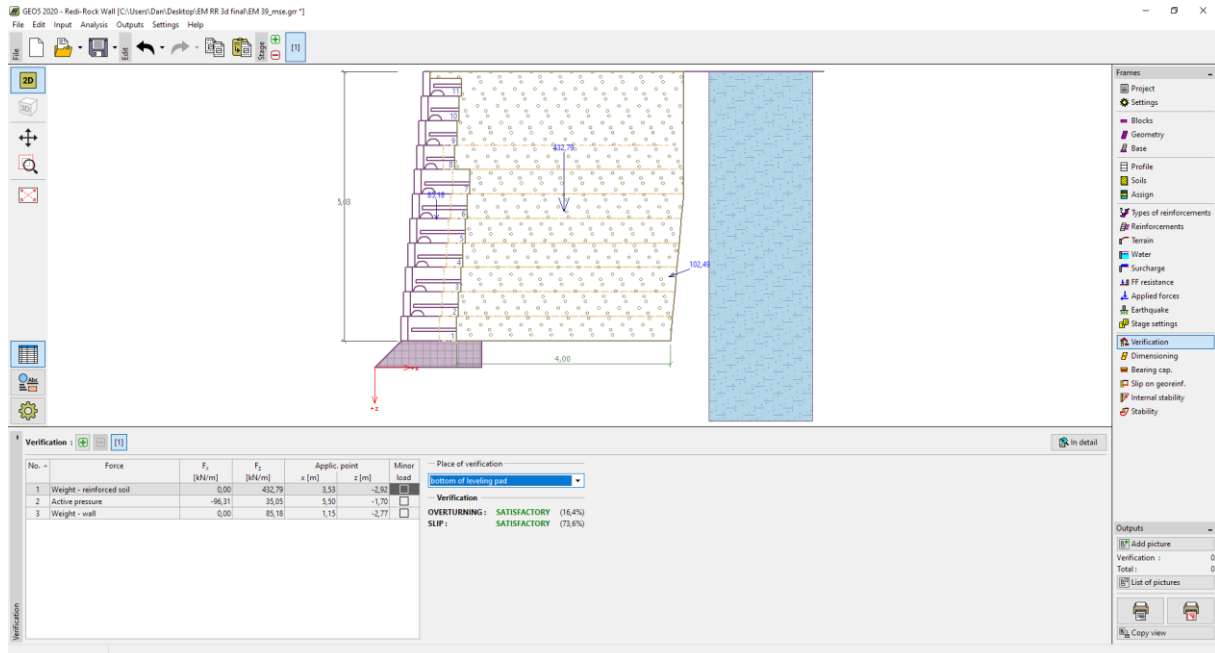 GEO5 2020 - Redi-Rock Wall [C:\Users\Dan\Desktop\EM RR 3d final\EM 39_mse.grr *]
File Edit Input Analysis Outputs Settings Help
File
Edit
Stage
[1]
2D
3D
Abc
5,03
11
10
9
8
7
6
5
4
3
2
1
432,79
85,18
102,49
4,00
+x
+z
Frames
Project
Settings
Blocks
Geometry
Base
Profile
Soils
Assign
Types of reinforcements
Reinforcements
Terrain
Water
Surcharge
FF resistance
Applied forces
Earthquake
Stage settings
Verification
Dimensioning
Bearing cap.
Slip on georeinf.
Internal stability
Stability
Verification : [1]
In detail
No. Force Fx Fz Applic. point Minor
[kN/m] [kN/m] x [m] z [m] load
1 Weight - reinforced soil 0,00 432,79 3,53 -2,92
2 Active pressure -96,31 35,05 5,50 -1,70
3 Weight - wall 0,00 85,18 1,15 -2,77
Place of verification
bottom of leveling pad
Verification
OVERTURNING : SATISFACTORY (16,4%)
SLIP : SATISFACTORY (73,6%)
Verification
Outputs
Add picture
Verification : 0
Total : 0
List of pictures
Copy view